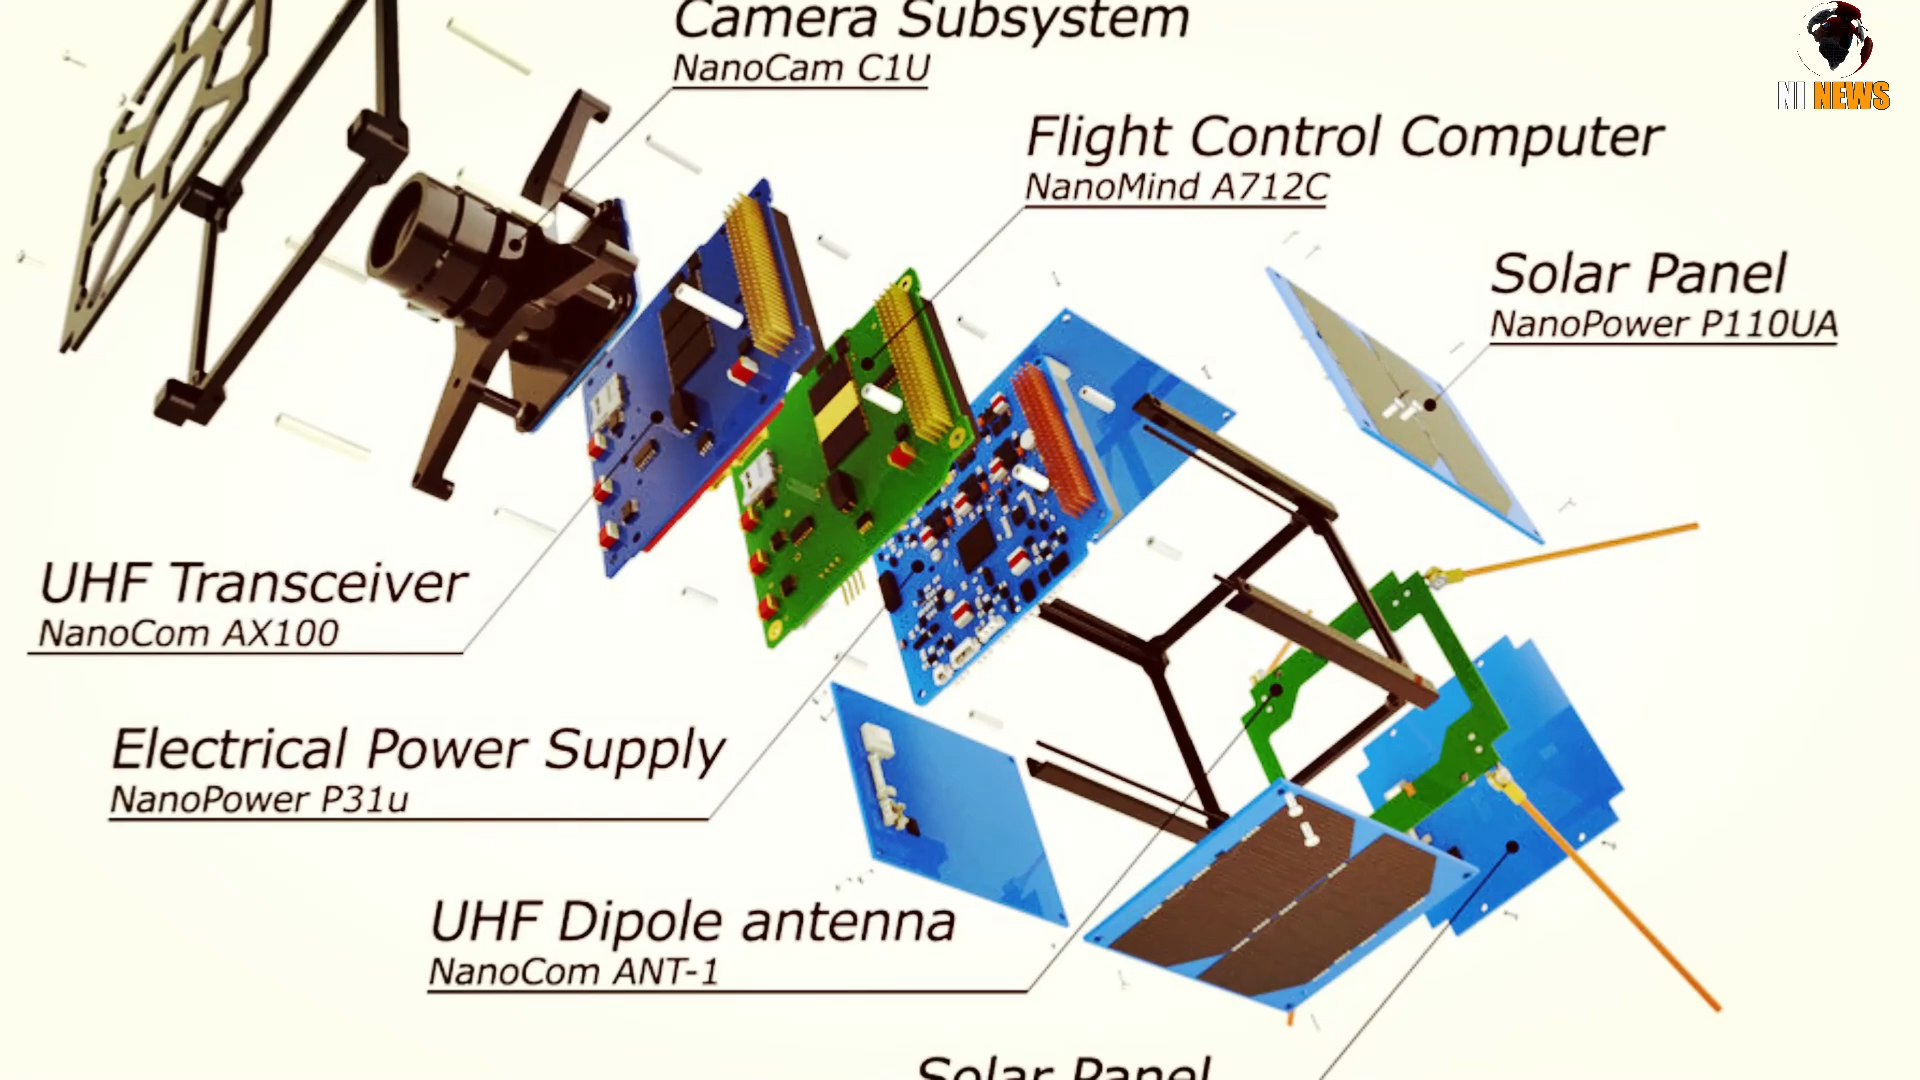 Camera Subsystem
NanoCam C1U
NI NEWS
Flight Control Computer
NanoMind A712C
Solar Panel
NanoPower P110UA
UHF Transceiver
NanoCom AX100
Electrical Power Supply
NanoPower P31u
UHF Dipole antenna
NanoCom ANT-1
Solar Panel